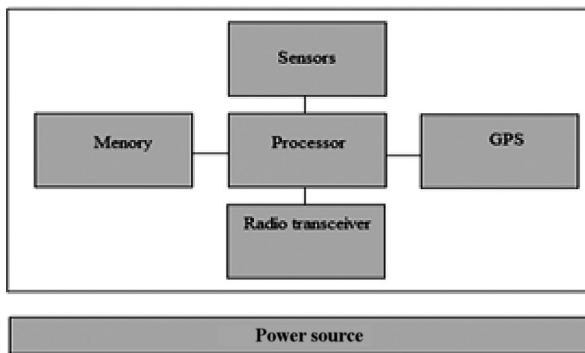 Sensors
Menory
Processor
GPS
Radio transceiver
Power source